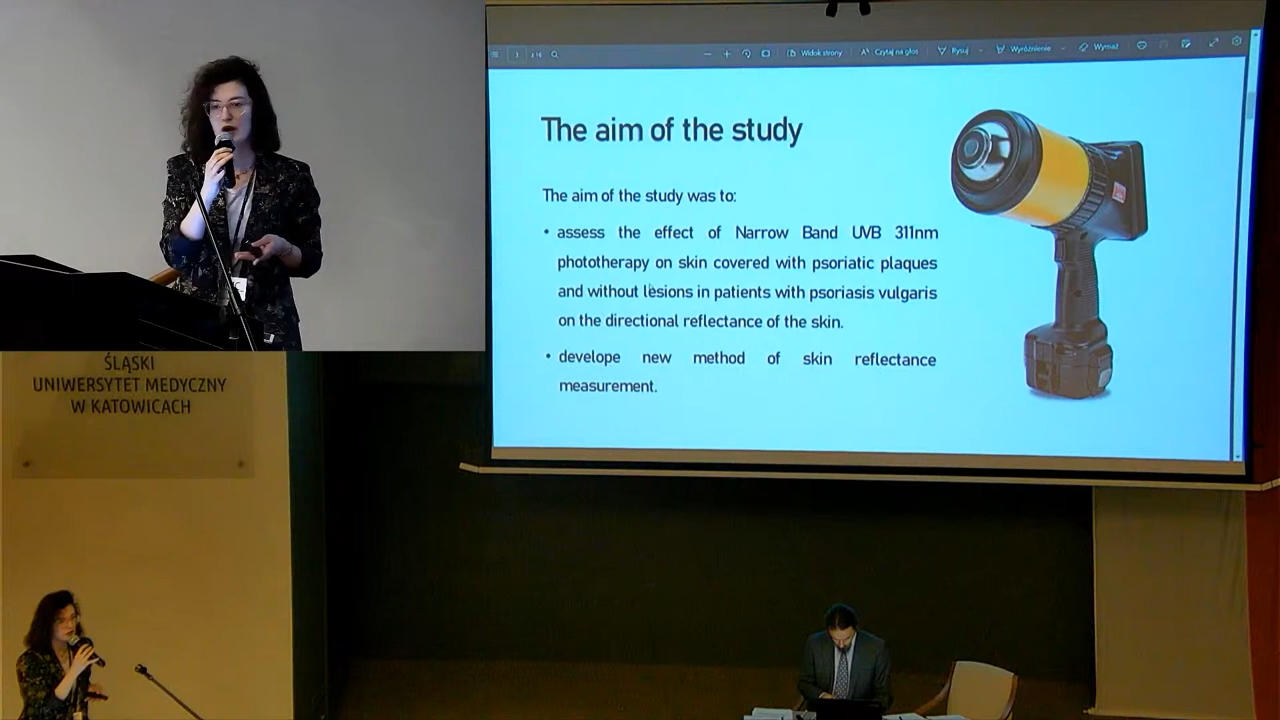 3
z 16
Widok strony
Czytaj na głos
Rysuj
Wyróżnienie
Wymaż
The aim of the study
The aim of the study was to:
• assess the effect of Narrow Band UVB 311nm
phototherapy on skin covered with psoriatic plaques
and without lesions in patients with psoriasis vulgaris
on the directional reflectance of the skin.
• develope new method of skin reflectance
measurement.
ŚLĄSKI
UNIWERSYTET MEDYCZNY
W KATOWICACH